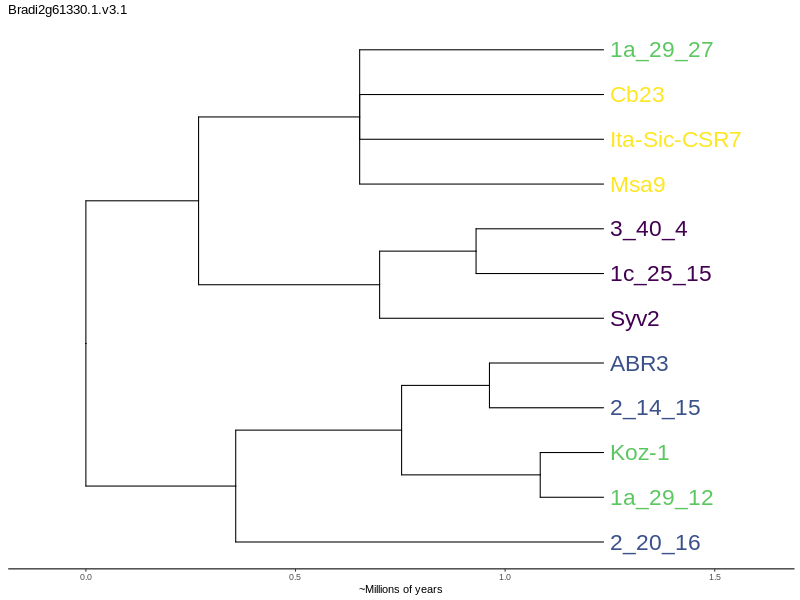 Bradi2g61330.1.v3.1
1a_29_27
Cb23
Ita-Sic-CSR7
Msa9
3_40_4
1c_25_15
Syv2
ABR3
2_14_15
Koz-1
1a_29_12
2_20_16
0.0 0.5 1.0 1.5
~Millions of years